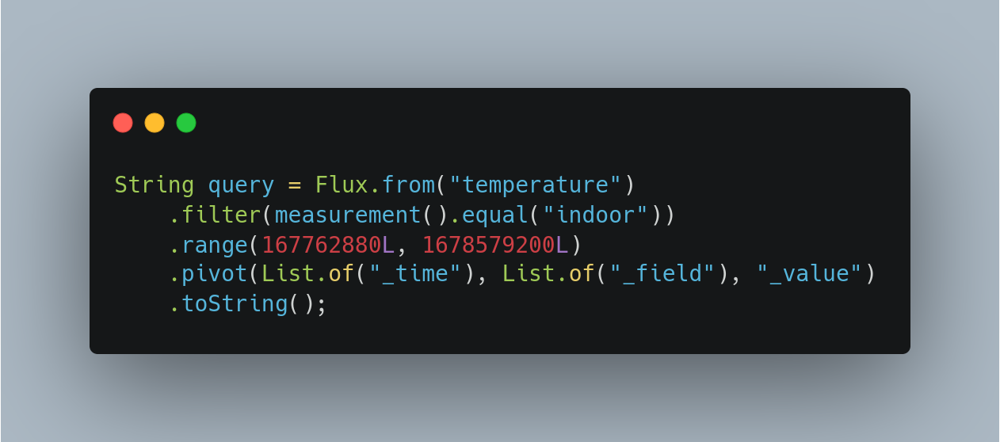 String query = Flux.from("temperature")
    .filter(measurement().equal("indoor"))
    .range(167762880L, 1678579200L)
    .pivot(List.of("_time"), List.of("_field"), "_value")
    .toString();